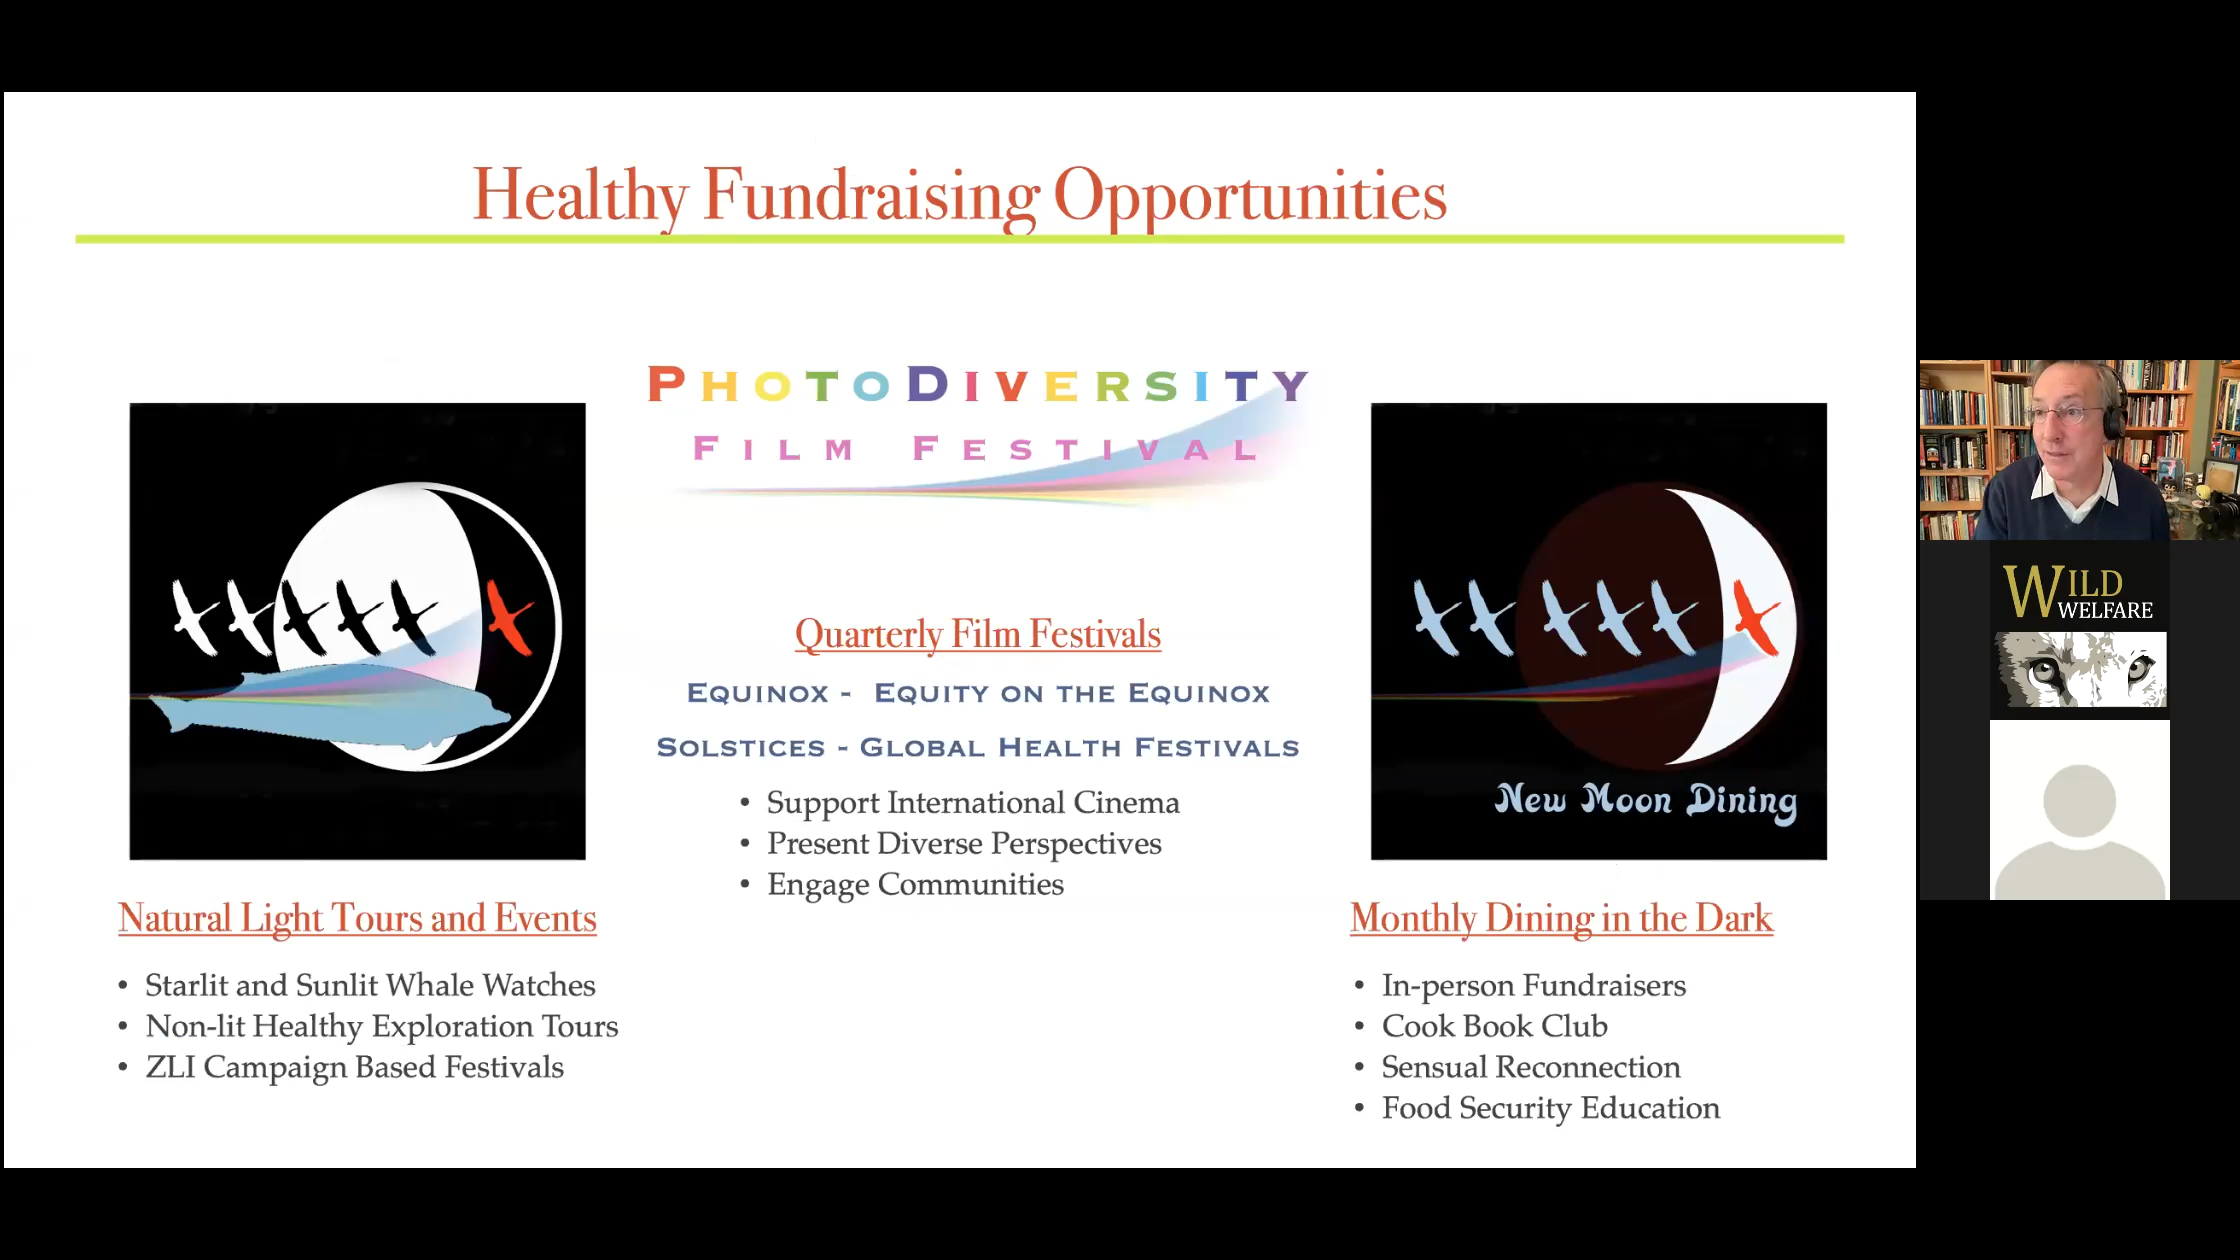 Healthy Fundraising Opportunities
PHOTODIVERSITY
FILM FESTIVAL
Quarterly Film Festivals
EQUINOX - EQUITY ON THE EQUINOX
SOLSTICES - GLOBAL HEALTH FESTIVALS
• Support International Cinema
• Present Diverse Perspectives
• Engage Communities
Natural Light Tours and Events
• Starlit and Sunlit Whale Watches
• Non-lit Healthy Exploration Tours
• ZLI Campaign Based Festivals
New Moon Dining
Monthly Dining in the Dark
• In-person Fundraisers
• Cook Book Club
• Sensual Reconnection
• Food Security Education
WILD
WELFARE